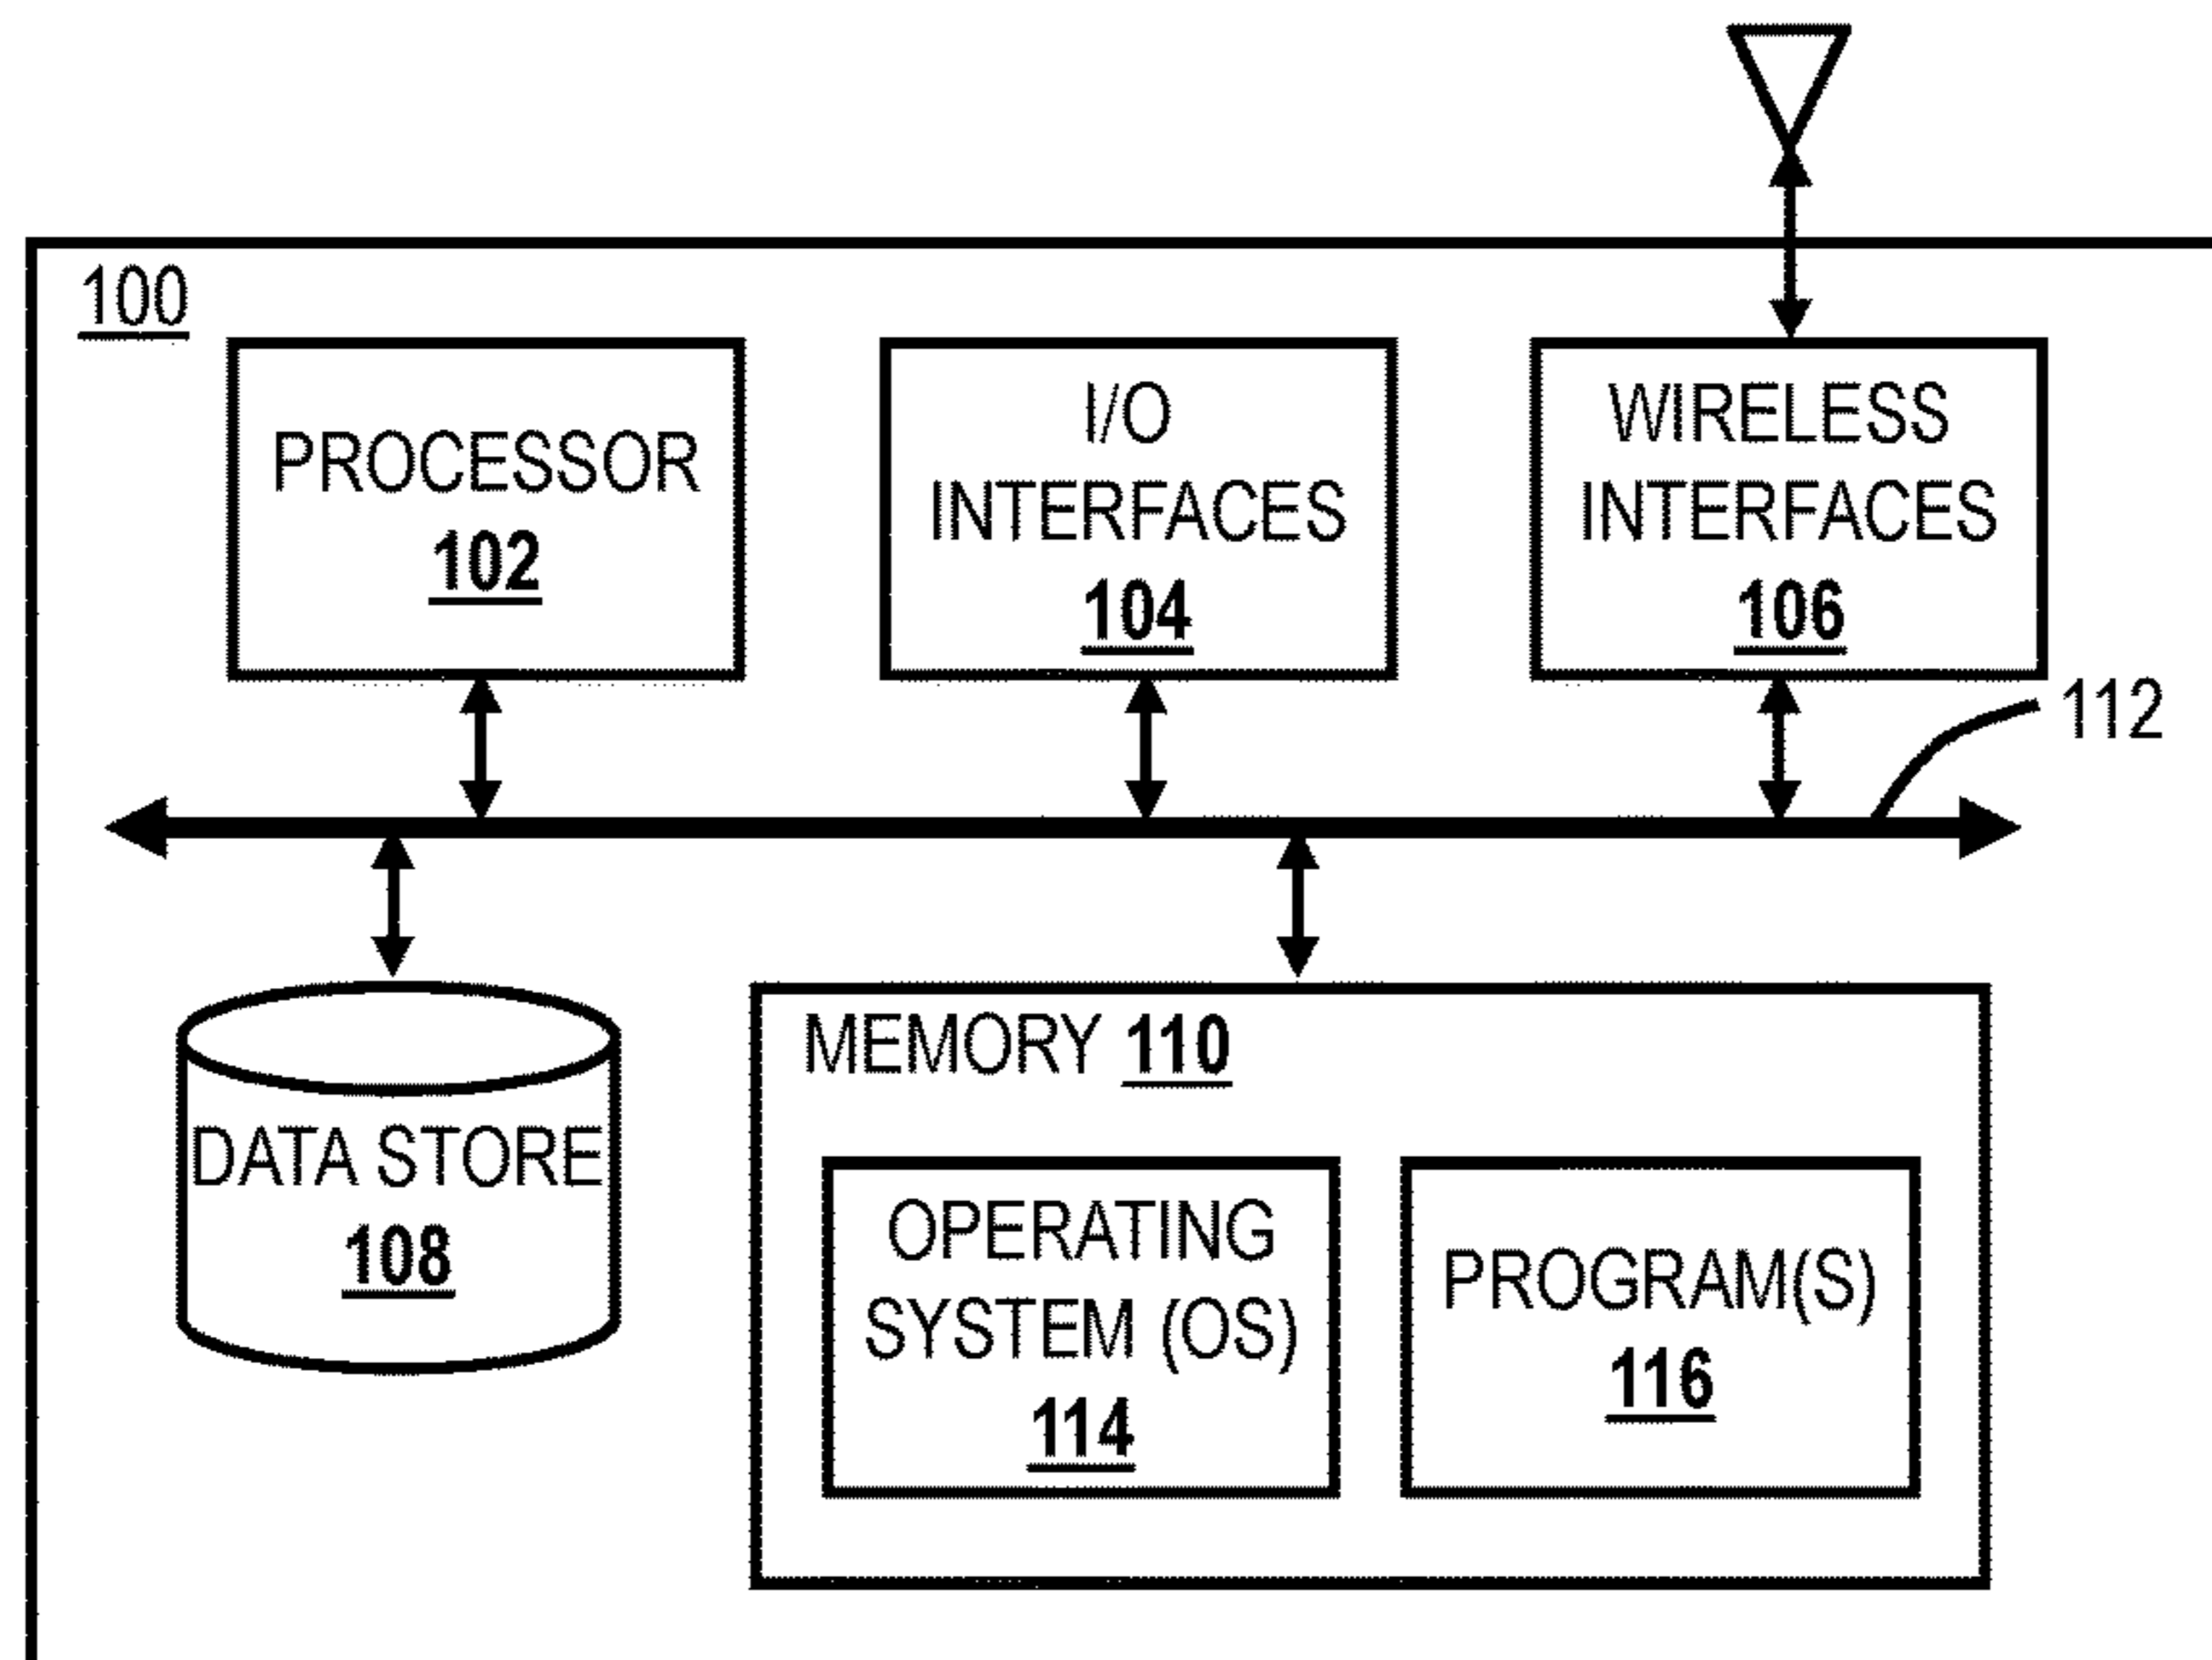 100
PROCESSOR
102
I/O
INTERFACES
104
WIRELESS
INTERFACES
106
112
DATA STORE
108
MEMORY 110
OPERATING
SYSTEM (OS)
114
PROGRAM(S)
116